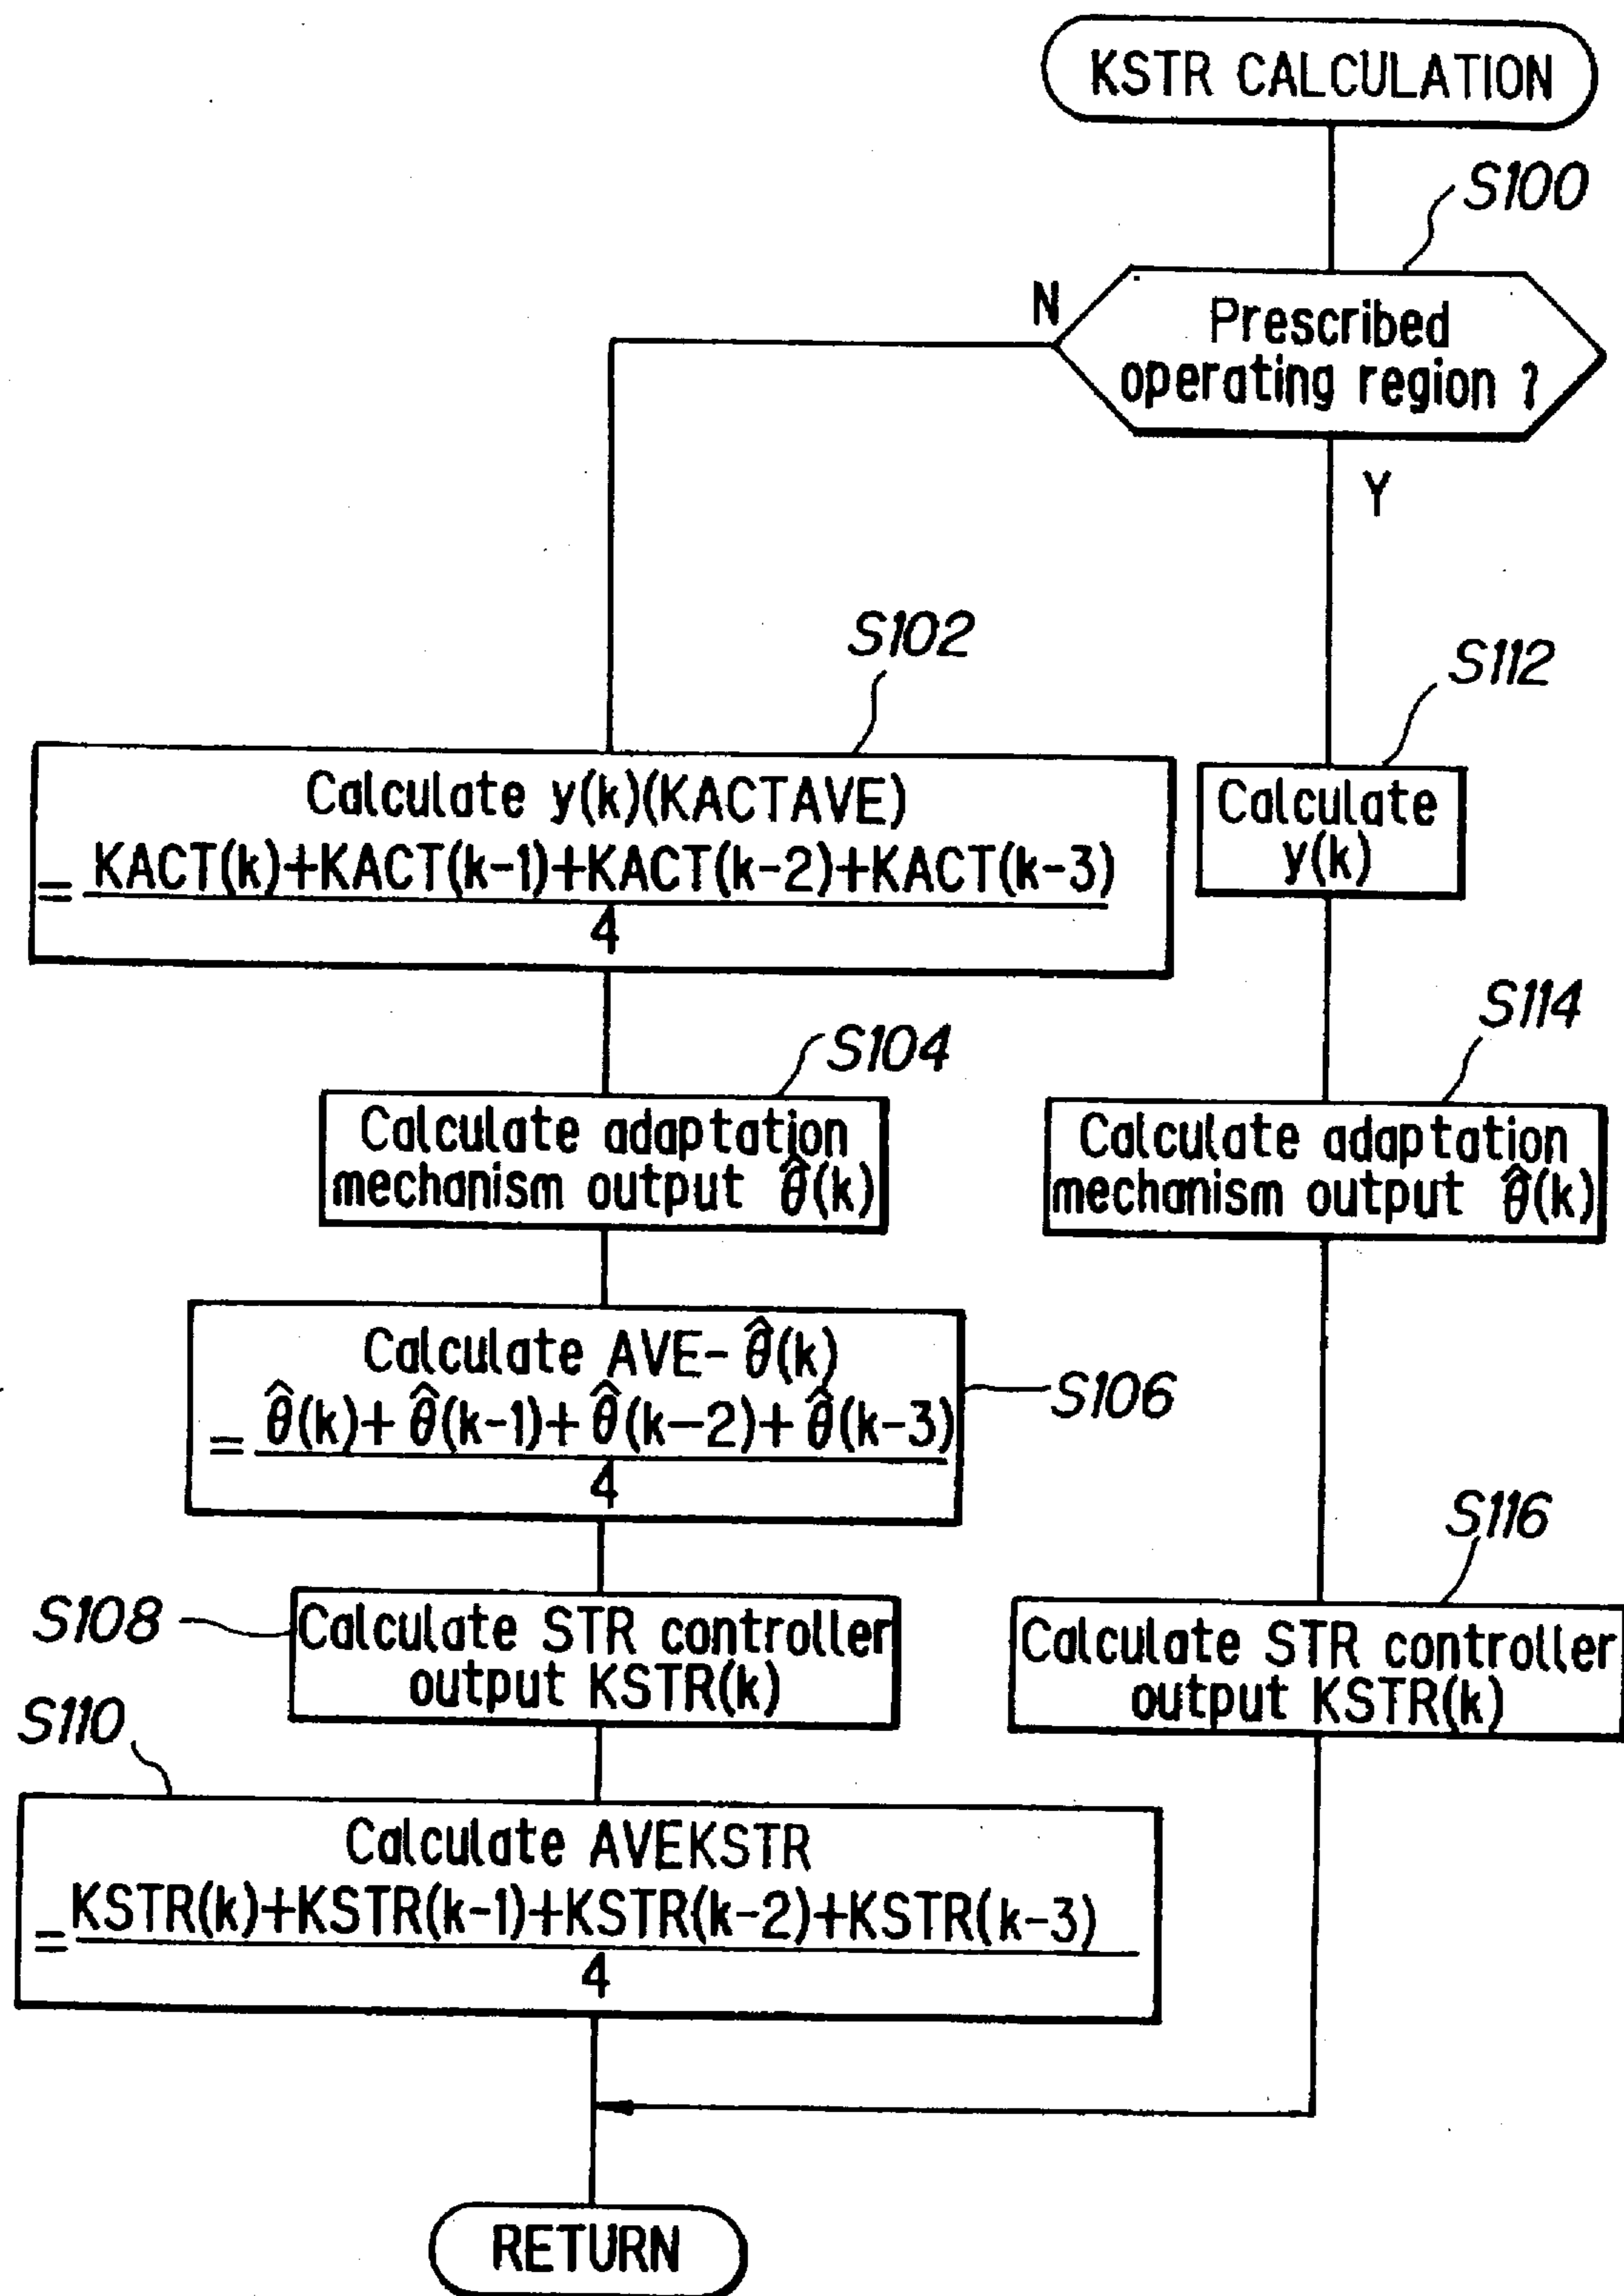 KSTR CALCULATION
S100
N
Prescribed
operating region ?
Y
S102
S112
Calculate y(k)(KACTAVE)
= KACT(k)+KACT(k-1)+KACT(k-2)+KACT(k-3)
4
Calculate
y(k)
S104
S114
Calculate adaptation
mechanism output θ̂(k)
Calculate adaptation
mechanism output θ̂(k)
Calculate AVE- θ̂(k)
= θ̂(k)+ θ̂(k-1)+ θ̂(k-2)+ θ̂(k-3)
4
S106
S116
S108
Calculate STR controller
output KSTR(k)
Calculate STR controller
output KSTR(k)
S110
Calculate AVEKSTR
= KSTR(k)+KSTR(k-1)+KSTR(k-2)+KSTR(k-3)
4
RETURN